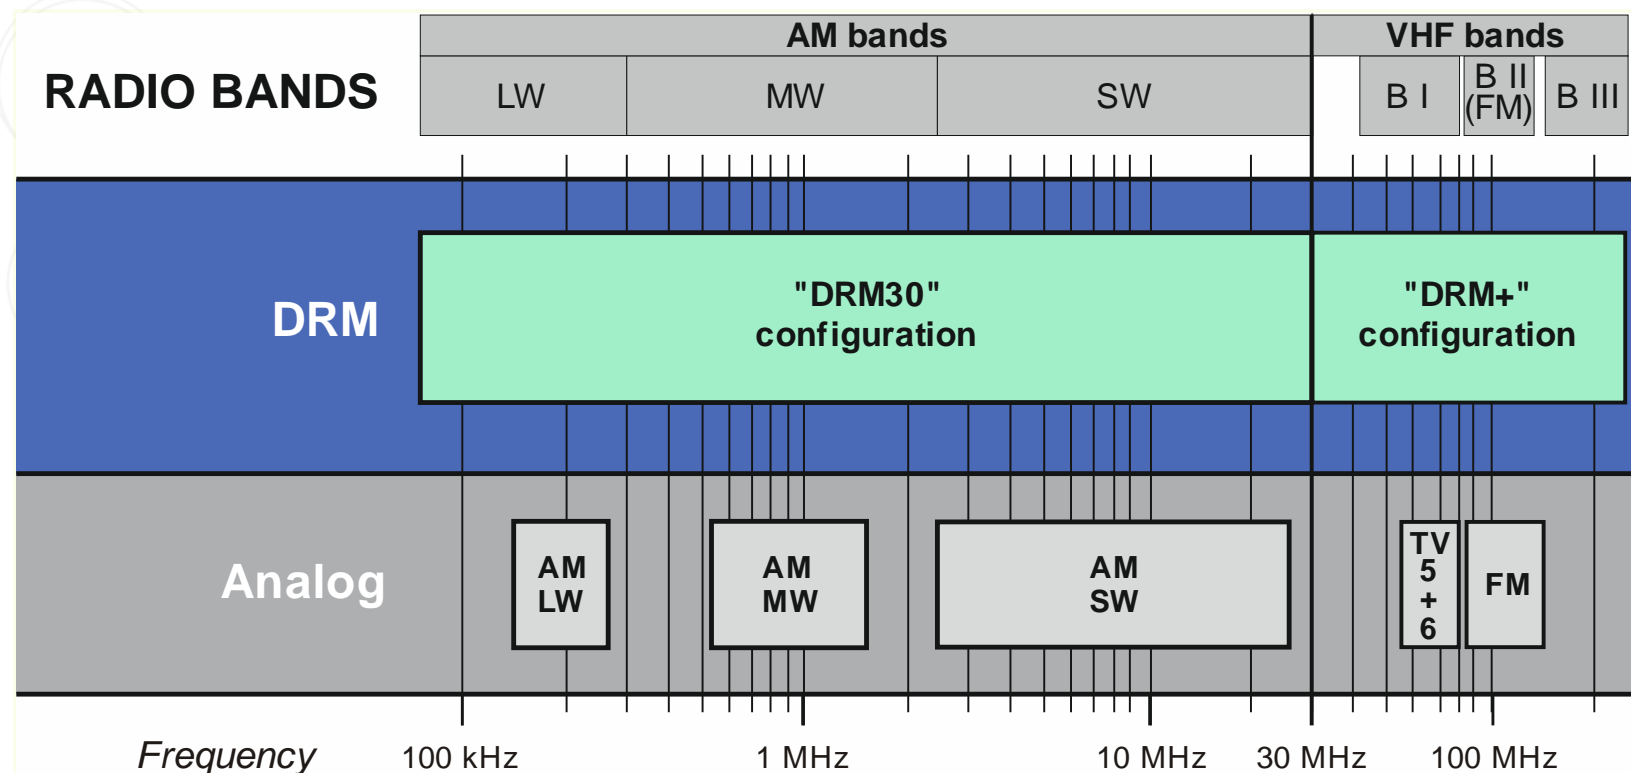 AM bands
VHF bands
RADIO BANDS
LW
MW
SW
B I
B II
(FM)
B III
DRM
"DRM30"
configuration
"DRM+"
configuration
Analog
AM
LW
AM
MW
AM
SW
TV
5
+
6
FM
Frequency
100 kHz
1 MHz
10 MHz
30 MHz
100 MHz